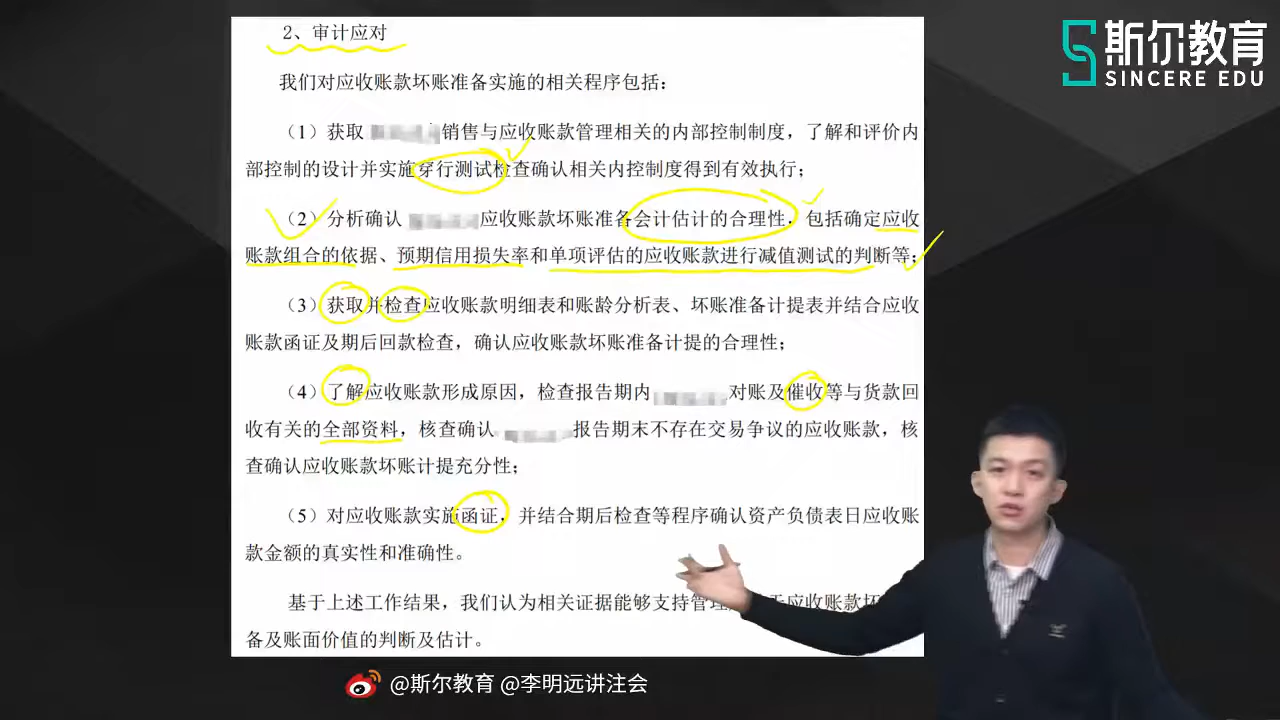 2、审计应对
我们对应收账款坏账准备实施的相关程序包括：
（1）获取 销售与应收账款管理相关的内部控制制度，了解和评价内
部控制的设计并实施穿行测试检查确认相关内控制度得到有效执行；
（2）分析确认 应收账款坏账准备会计估计的合理性，包括确定应收
账款组合的依据、预期信用损失率和单项评估的应收账款进行减值测试的判断等；
（3）获取并检查应收账款明细表和账龄分析表、坏账准备计提表并结合应收
账款函证及期后回款检查，确认应收账款坏账准备计提的合理性；
（4）了解应收账款形成原因，检查报告期内 对账及催收等与货款回
收有关的全部资料，核查确认 报告期末不存在交易争议的应收账款，核
查确认应收账款坏账计提充分性；
（5）对应收账款实施函证，并结合期后检查等程序确认资产负债表日应收账
款金额的真实性和准确性。
基于上述工作结果，我们认为相关证据能够支持管理 应收账款坏
备及账面价值的判断及估计。
斯尔教育
SINCERE EDU
@斯尔教育 @李明远讲注会